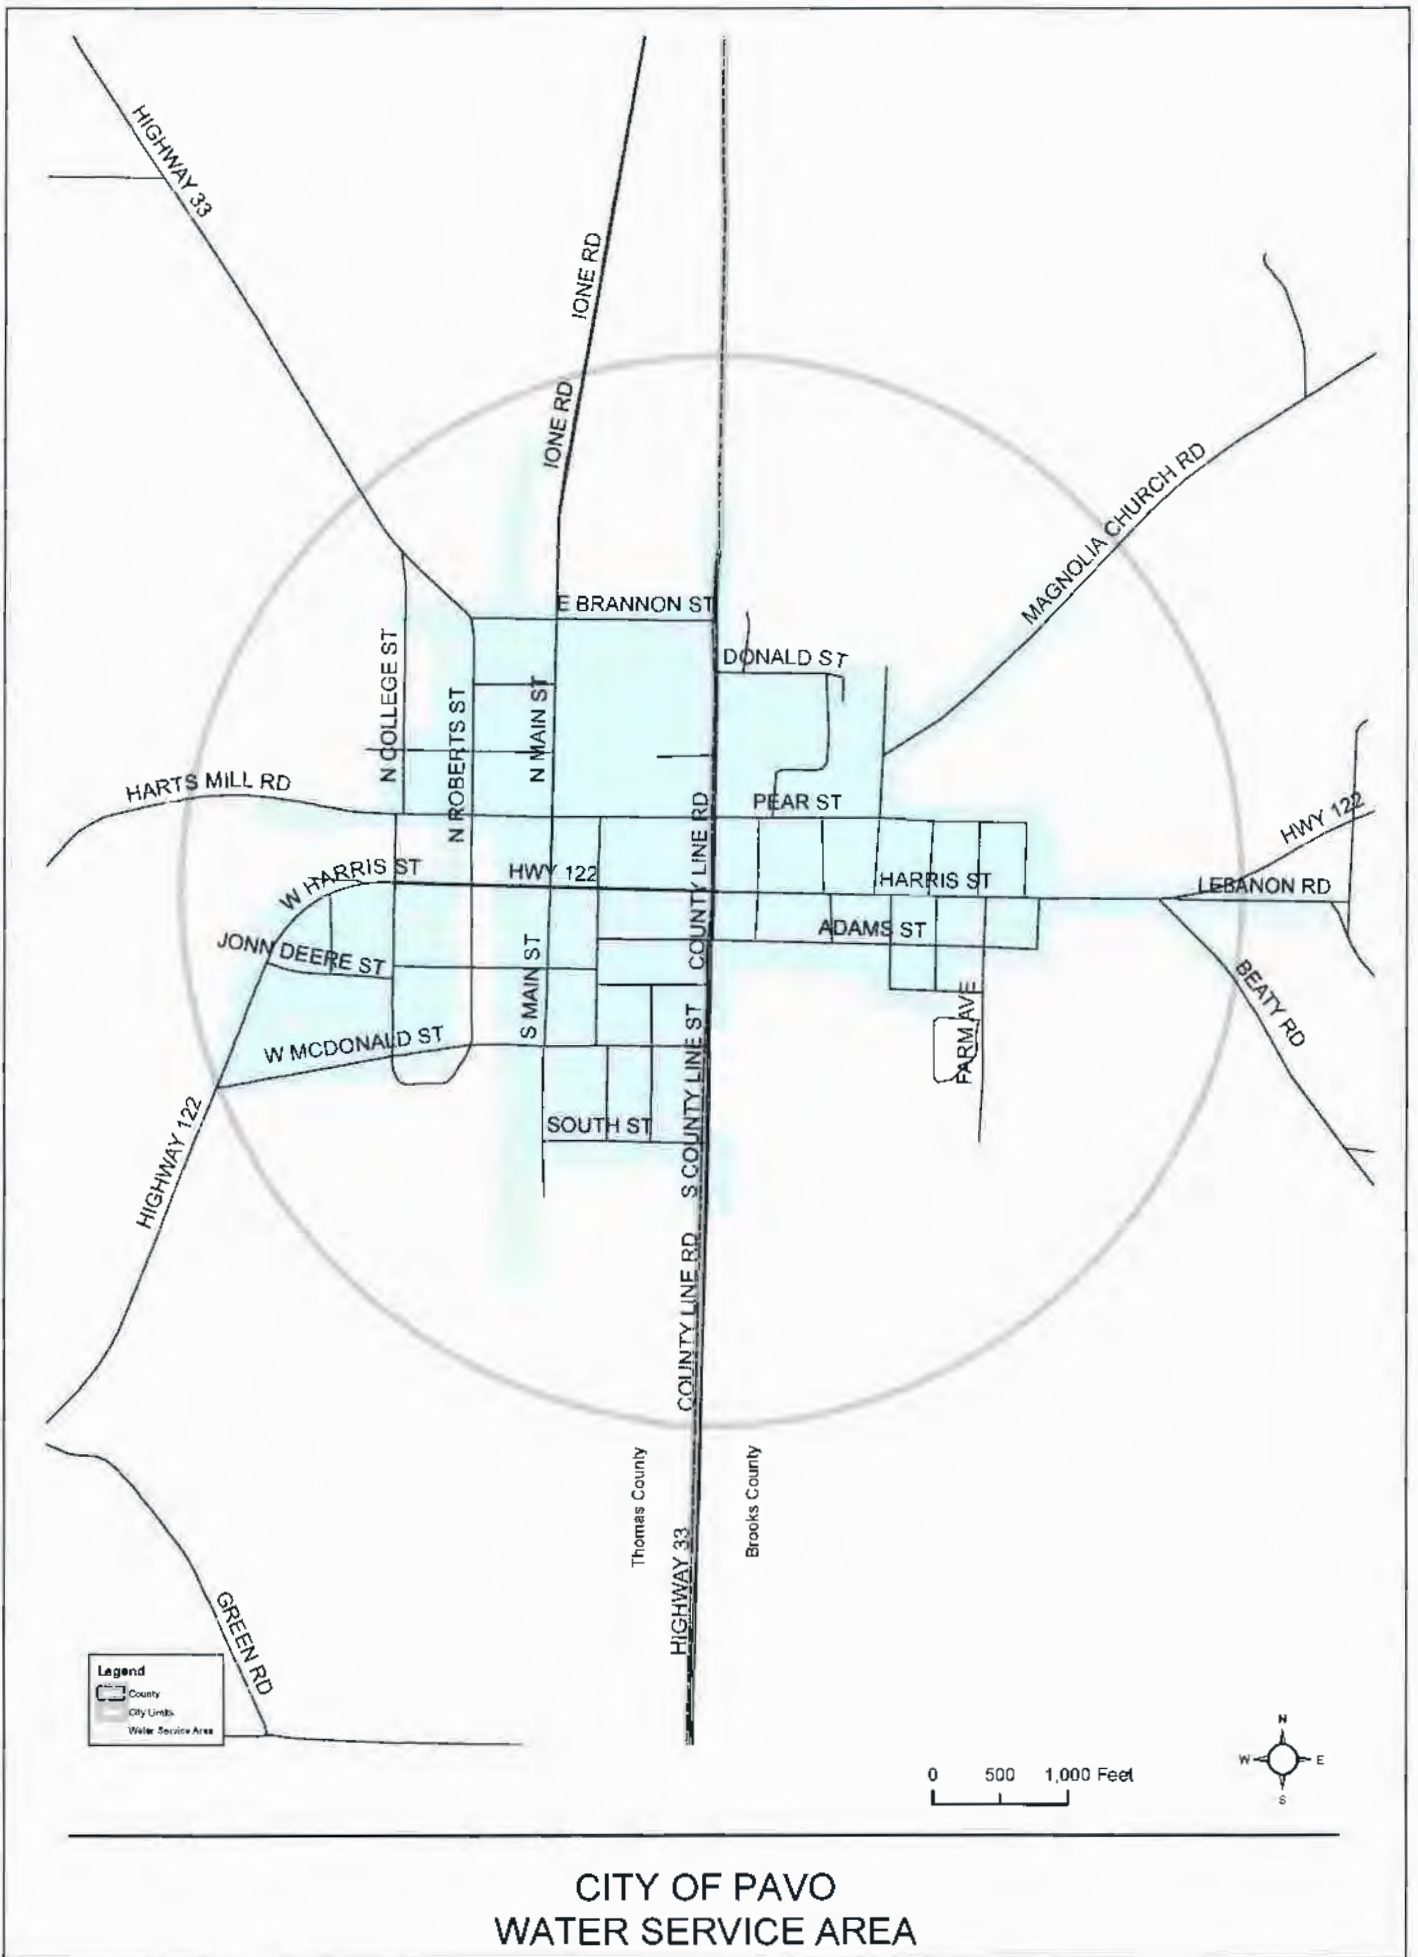 HIGHWAY 33
IONE RD
IONE RD
MAGNOLIA CHURCH RD
E BRANNON ST
DONALD ST
N COLLEGE ST
N ROBERTS ST
N MAIN ST
HARTS MILL RD
PEAR ST
COUNTY LINE RD
HWY 122
W HARRIS ST
HWY 122
HARRIS ST
LEBANON RD
ADAMS ST
JONN DEERE ST
S MAIN ST
BEATY RD
FARM AVE
W MCDONALD ST
S COUNTY LINE ST
SOUTH ST
HIGHWAY 122
COUNTY LINE RD
Thomas County
Brooks County
HIGHWAY 33
GREEN RD
Legend
County
City Limits
Water Service Area
N
W E
S
0 500 1,000 Feet
CITY OF PAVO
WATER SERVICE AREA